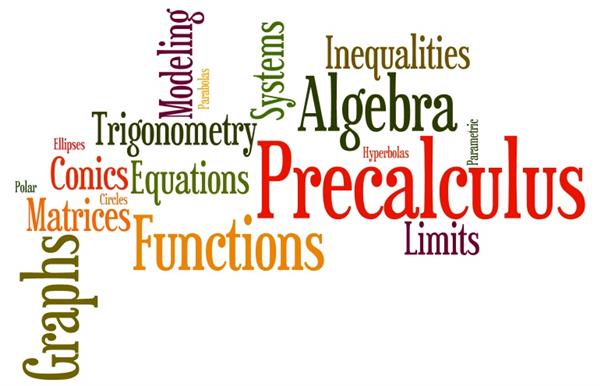 Modeling
Parabolas
Systems
Inequalities
Algebra
Trigonometry
Parametric
Ellipses
Hyperbolas
Conics
Equations
Precalculus
Polar
Circles
Matrices
Functions
Limits
Graphs